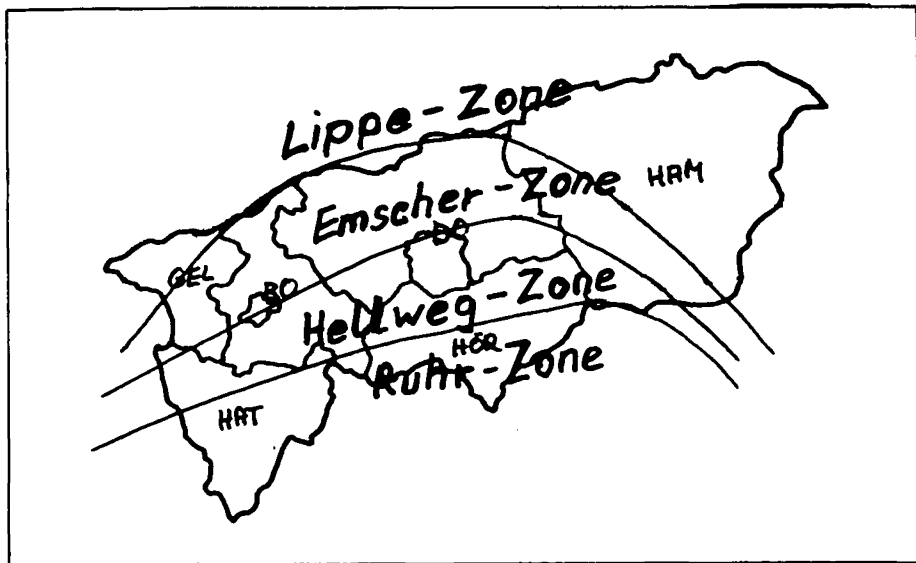 Lippe-Zone
HAM
Emscher-Zone
DO
GEL
BO
Hellweg-Zone
HÖR
Ruhr-Zone
HAT